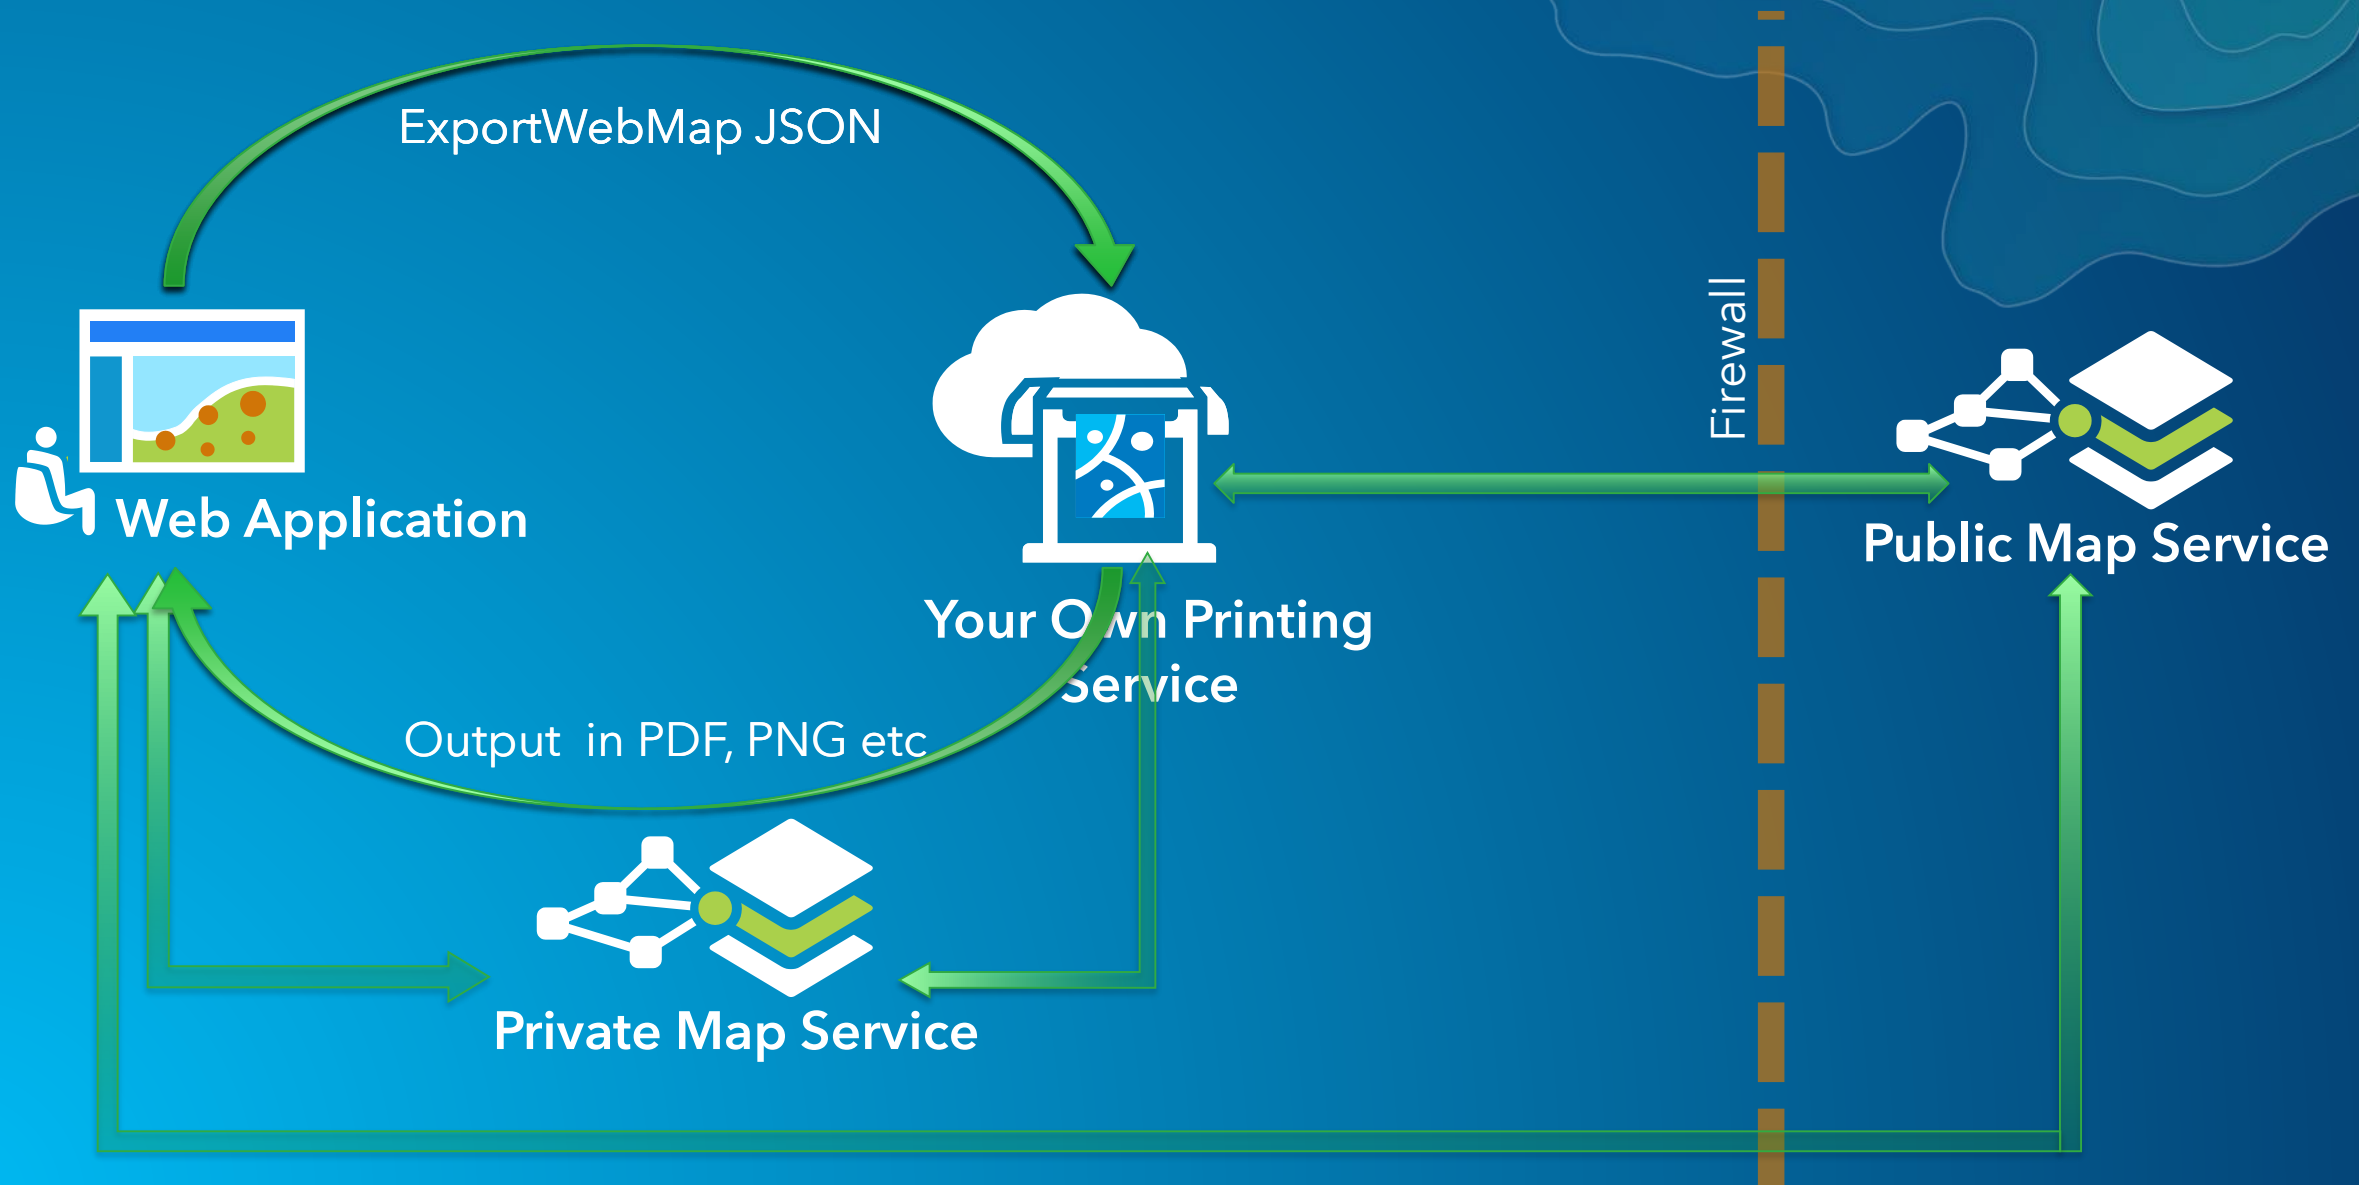 ExportWebMap JSON
Firewall
Web Application
Public Map Service
Your Own Printing
Service
Output  in PDF, PNG etc
Private Map Service